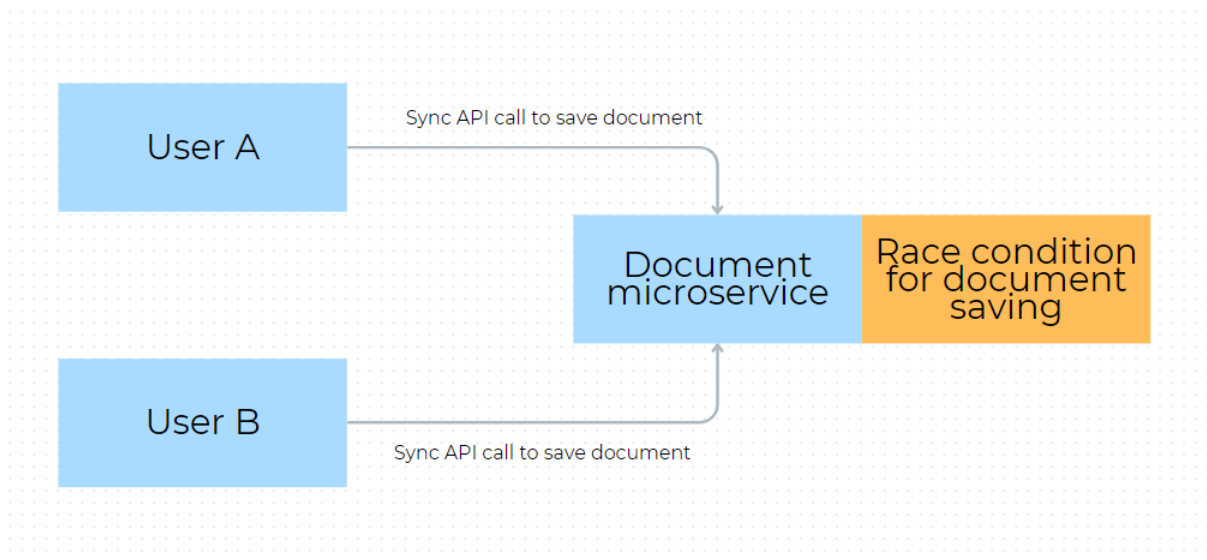 Sync API call to save document
User A
Document
microservice
Race condition
for document
saving
User B
Sync API call to save document